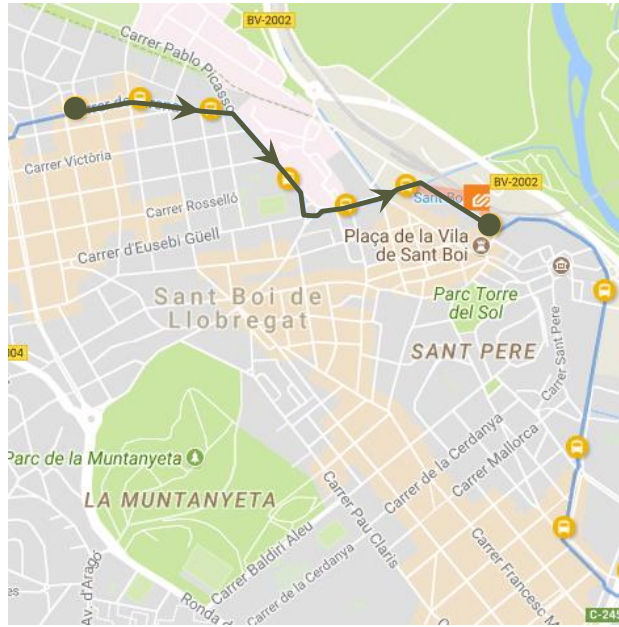 BV-2002
Carrer Pablo Picasso
Carrer Victòria
Carrer Rosselló
Carrer d'Eusebi Güell
BV-2002
Sant Bo
Plaça de la Vila
de Sant Boi
Sant Boi de
Llobregat
Parc Torre
del Sol
SANT PERE
Carrer Sant Pere
004
Parc de la Muntanyeta
LA MUNTANYETA
Carrer de la Cerdanya
Carrer Mallorca
Carrer Pau Claris
Carrer Baldiri Aleu
Carrer de la Cerdanya
Carrer Francesc M
Av. d'Aragó
Ronda d
es
C-245